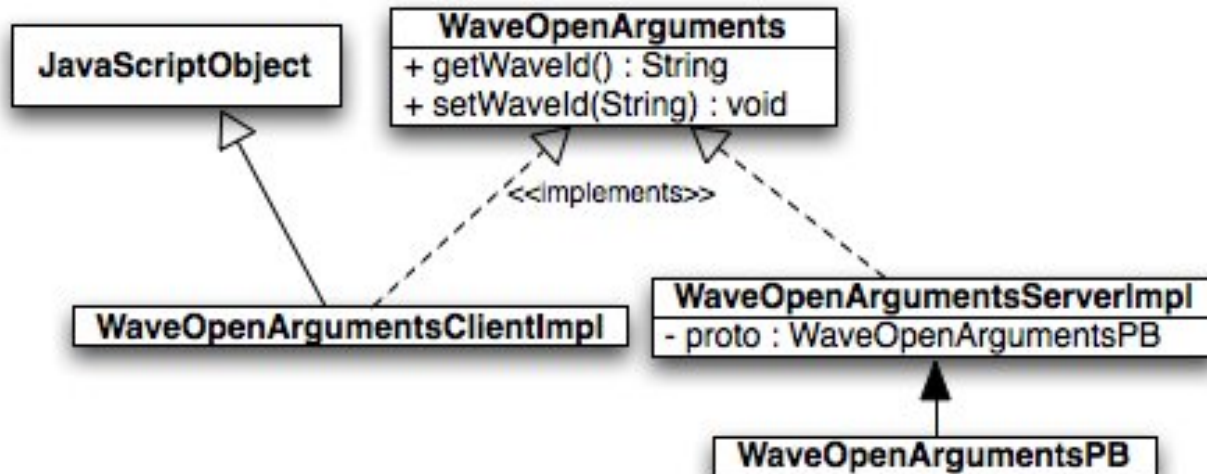 JavaScriptObject
WaveOpenArguments
+ getWaveId() : String
+ setWaveId(String) : void
<<implements>>
WaveOpenArgumentsClientImpl
WaveOpenArgumentsServerImpl
- proto : WaveOpenArgumentsPB
WaveOpenArgumentsPB